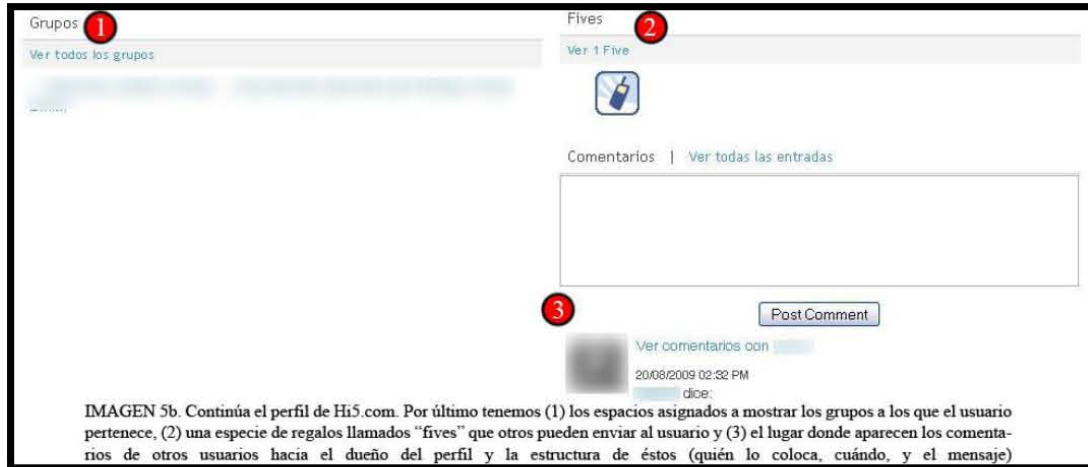 Grupos 1
Ver todos los grupos
Fives 2
Ver 1 Five
Comentarios | Ver todas las entradas
3
Post Comment
Ver comentarios con
20/08/2009 02:32 PM
dice:
IMAGEN 5b. Continúa el perfil de Hi5.com. Por último tenemos (1) los espacios asignados a mostrar los grupos a los que el usuario
pertenece, (2) una especie de regalos llamados “fives” que otros pueden enviar al usuario y (3) el lugar donde aparecen los comenta-
rios de otros usuarios hacia el dueño del perfil y la estructura de éstos (quién lo coloca, cuándo, y el mensaje)